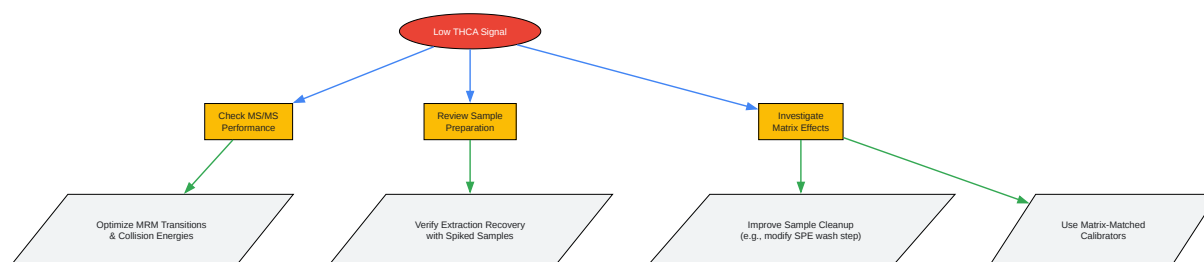 Low THCA Signal
Check MS/MS
Performance
Review Sample
Preparation
Investigate
Matrix Effects
Optimize MRM Transitions
& Collision Energies
Verify Extraction Recovery
with Spiked Samples
Improve Sample Cleanup
(e.g., modify SPE wash step)
Use Matrix-Matched
Calibrators